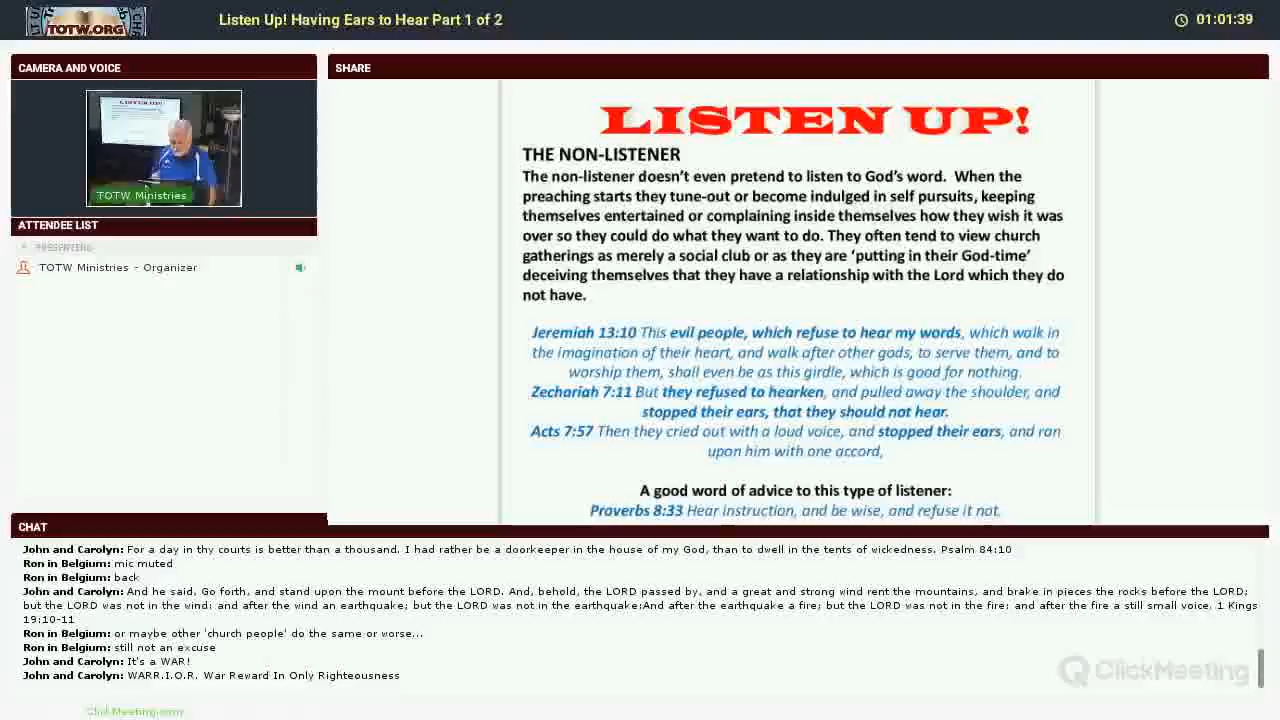 TOTW.ORG
Listen Up! Having Ears to Hear Part 1 of 2
01:01:39
CAMERA AND VOICE
TOTW Ministries
ATTENDEE LIST
PRESENTERS
TOTW Ministries - Organizer
SHARE
LISTEN UP!
THE NON-LISTENER
The non-listener doesn't even pretend to listen to God's word. When the
preaching starts they tune-out or become indulged in self pursuits, keeping
themselves entertained or complaining inside themselves how they wish it was
over so they could do what they want to do. They often tend to view church
gatherings as merely a social club or as they are 'putting in their God-time'
deceiving themselves that they have a relationship with the Lord which they do
not have.
Jeremiah 13:10 This evil people, which refuse to hear my words, which walk in
the imagination of their heart, and walk after other gods, to serve them, and to
worship them, shall even be as this girdle, which is good for nothing.
Zechariah 7:11 But they refused to hearken, and pulled away the shoulder, and
stopped their ears, that they should not hear.
Acts 7:57 Then they cried out with a loud voice, and stopped their ears, and ran
upon him with one accord,
A good word of advice to this type of listener:
Proverbs 8:33 Hear instruction, and be wise, and refuse it not.
CHAT
John and Carolyn: For a day in thy courts is better than a thousand. I had rather be a doorkeeper in the house of my God, than to dwell in the tents of wickedness. Psalm 84:10
Ron in Belgium: mic muted
Ron in Belgium: back
John and Carolyn: And he said, Go forth, and stand upon the mount before the LORD. And, behold, the LORD passed by, and a great and strong wind rent the mountains, and brake in pieces the rocks before the LORD;
but the LORD was not in the wind: and after the wind an earthquake; but the LORD was not in the earthquake:And after the earthquake a fire; but the LORD was not in the fire: and after the fire a still small voice. 1 Kings
19:10-11
Ron in Belgium: or maybe other 'church people' do the same or worse...
Ron in Belgium: still not an excuse
John and Carolyn: It's a WAR!
John and Carolyn: WARR.I.O.R. War Reward In Only Righteousness
ClickMeeting
ClickMeeting.com